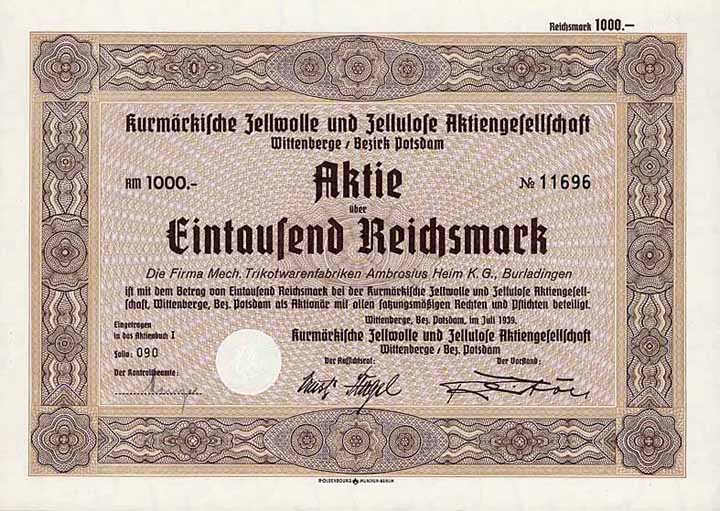 Reichsmark 1000.—
Kurmärkische Zellwolle und Zellulose Aktiengesellschaft
Wittenberge / Bezirk Potsdam
Aktie
RM 1000.- № 11696
über
Eintausend Reichsmark
Die Firma Mech. Trikotwarenfabriken Ambrosius Heim K. G., Burladingen
ist mit dem Betrag von Eintausend Reichsmark bei der Kurmärkische Zellwolle und Zellulose Aktiengesell-
schaft, Wittenberge, Bez. Potsdam als Aktionär mit allen satzungsmäßigen Rechten und Pflichten beteiligt.
Wittenberge, Bez. Potsdam, im Juli 1939.
Eingetragen
in das Aktienbuch I
Kurmärkische Zellwolle und Zellulose Aktiengesellschaft
Wittenberge / Bez. Potsdam
Folio: 090
Der Aufsichtsrat: Der Vorstand:
Der Kontrollbeamte:
R·OLDENBOURG MÜNCHEN-BERLIN